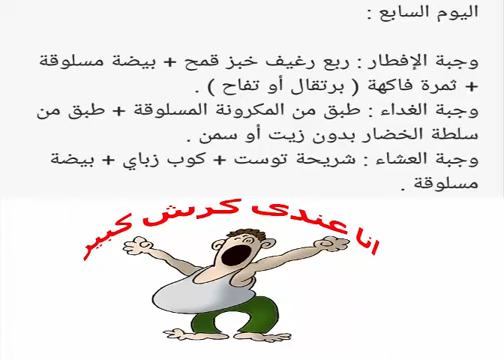 اليوم السابع :
وجبة الإفطار : ربع رغيف خبز قمح + بيضة مسلوقة
+ ثمرة فاكهة ( برتقال أو تفاح ) .
وجبة الغداء : طبق من المكرونة المسلوقة + طبق من
سلطة الخضار بدون زيت أو سمن .
وجبة العشاء : شريحة توست + كوب زباي + بيضة
مسلوقة .
انا عندى كرش كبير